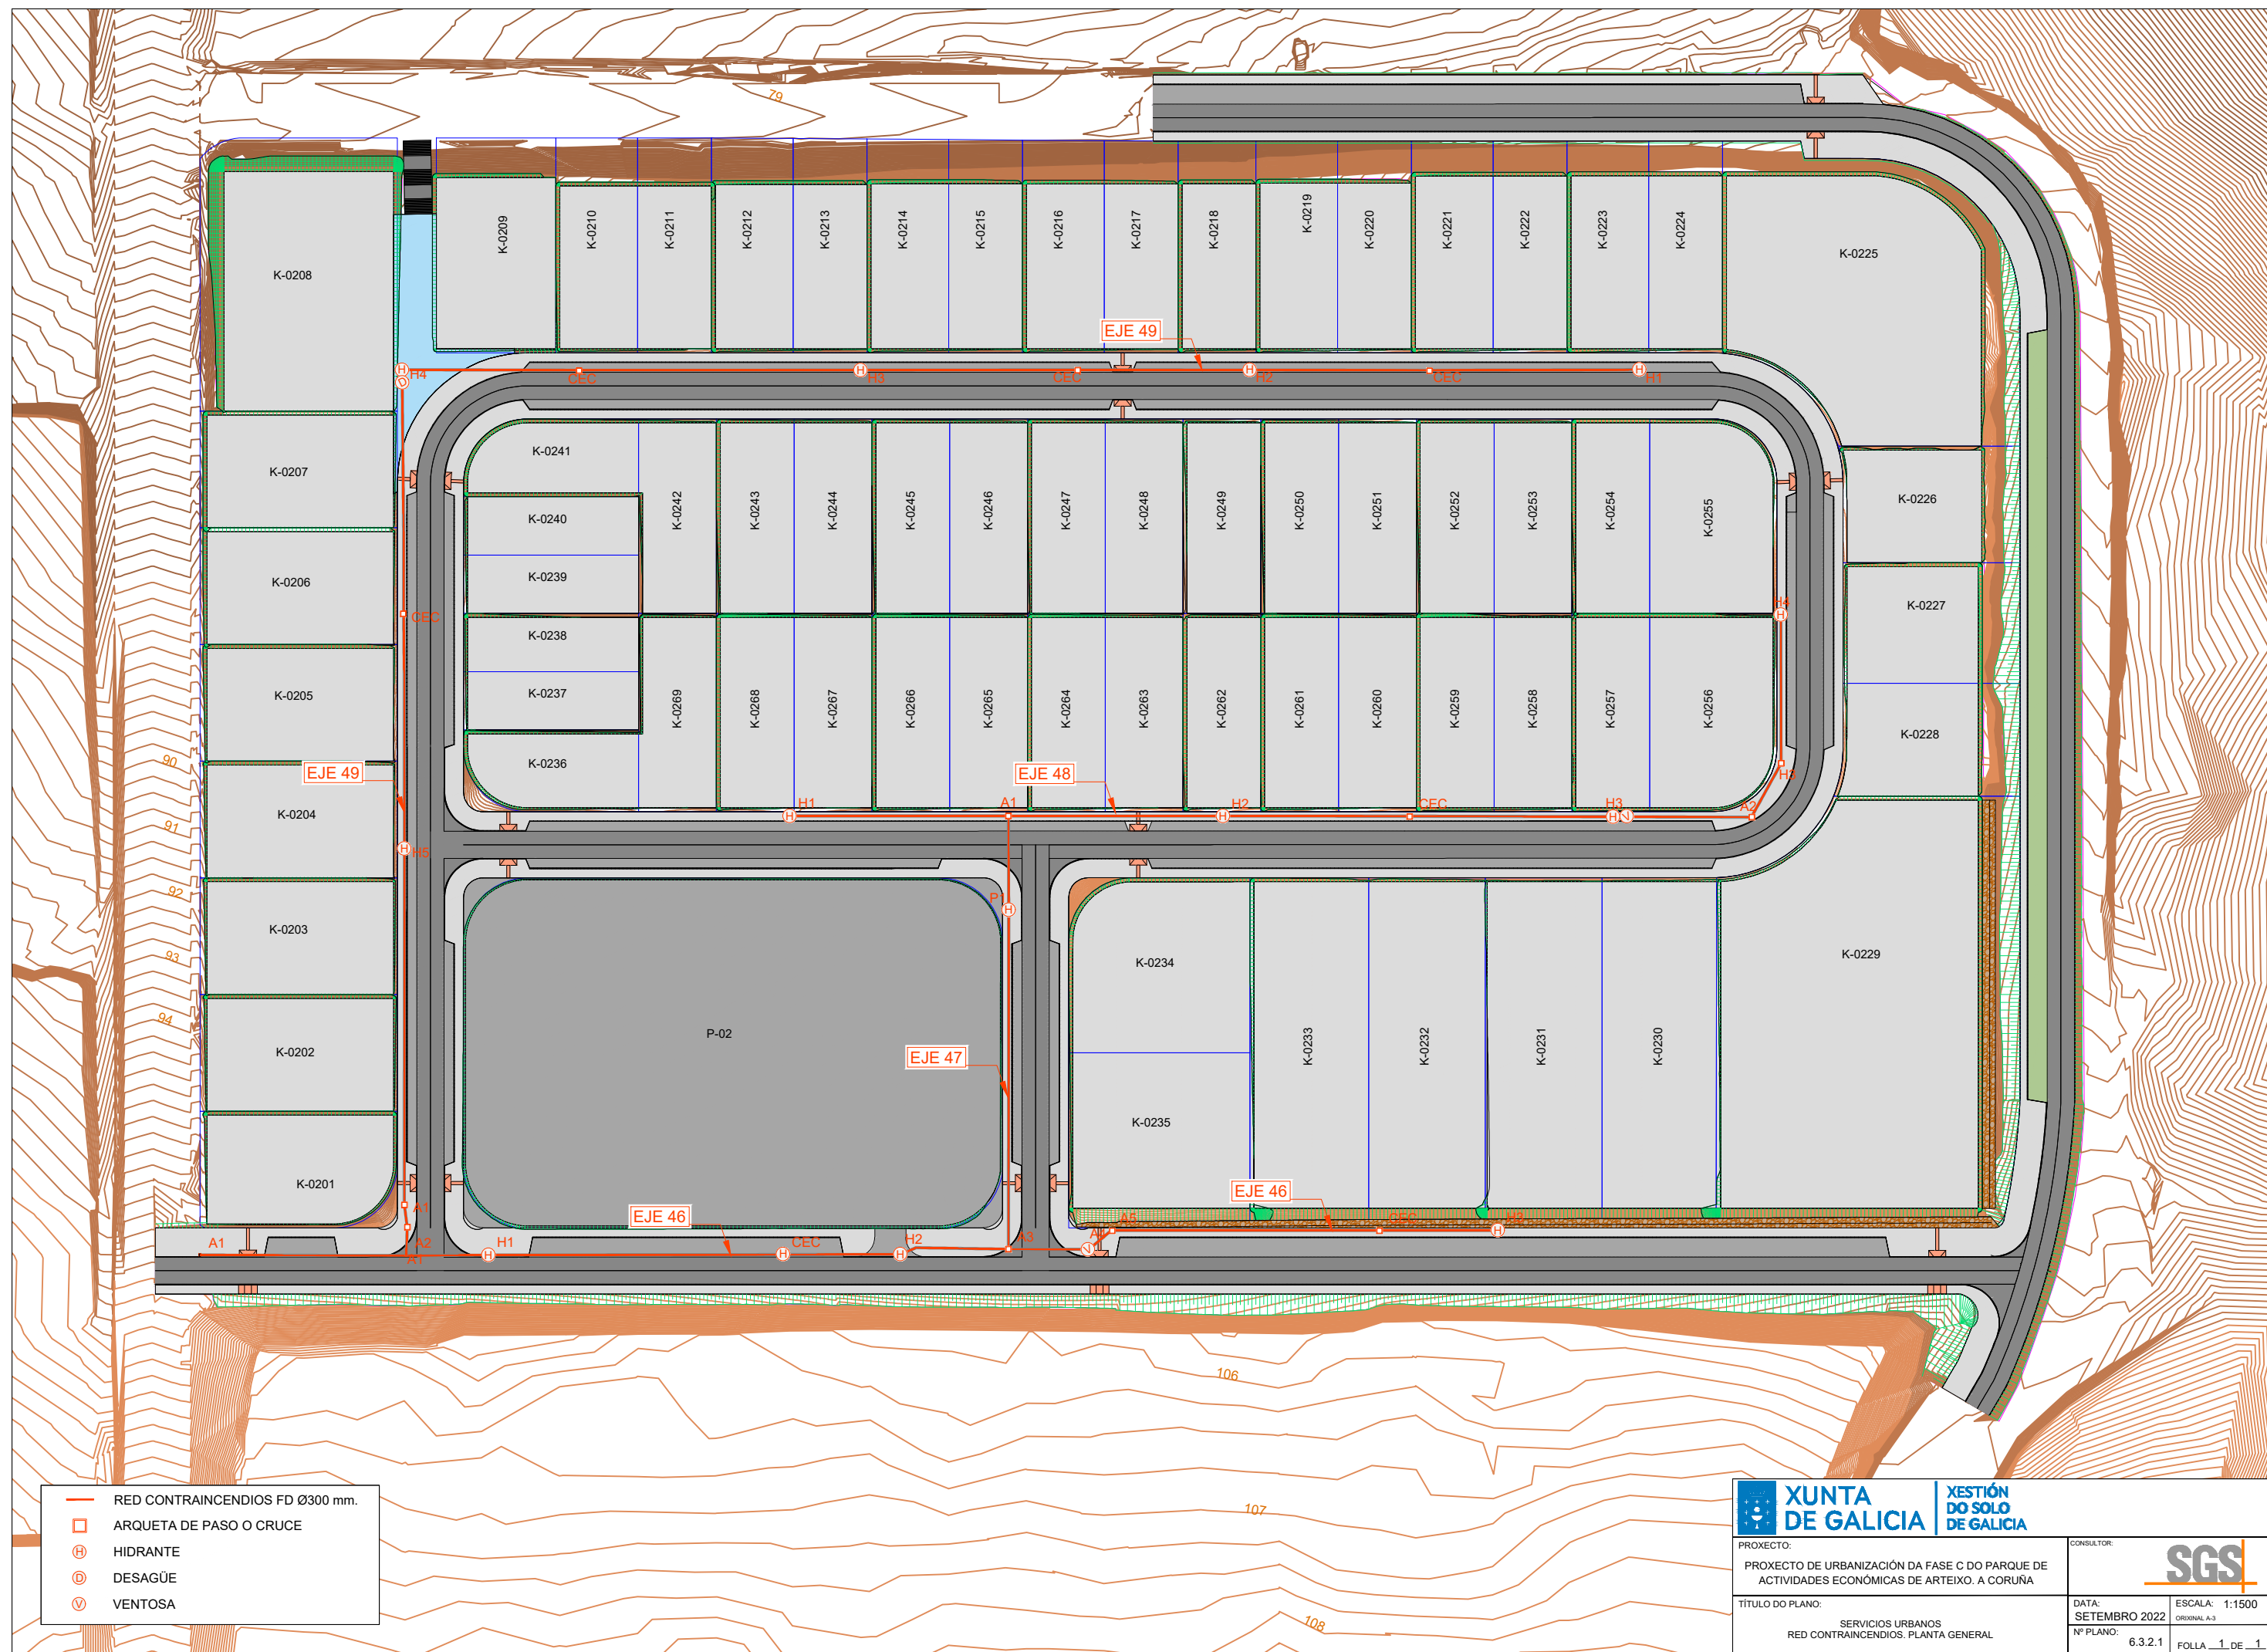 79
K-0208
K-0209
K-0210
K-0211
K-0212
K-0213
K-0214
K-0215
K-0216
K-0217
K-0218
K-0219
K-0220
K-0221
K-0222
K-0223
K-0224
K-0225
EJE 49
H
H4
D
CEC
H
H3
CEC
H
H2
CEC
H
H1
K-0207
K-0241
K-0240
K-0239
K-0242
K-0243
K-0244
K-0245
K-0246
K-0247
K-0248
K-0249
K-0250
K-0251
K-0252
K-0253
K-0254
K-0255
K-0226
K-0206
CEC
H4
H
K-0227
K-0238
K-0237
K-0236
K-0205
K-0269
K-0268
K-0267
K-0266
K-0265
K-0264
K-0263
K-0262
K-0261
K-0260
K-0259
K-0258
K-0257
K-0256
K-0228
90
EJE 49
EJE 48
K-0204
91
H1
H
A1
H2
H
CEC
H3
H
V
A2
H
H5
92
K-0203
93
P1
H
K-0234
K-0229
94
P-02
K-0202
EJE 47
K-0233
K-0232
K-0231
K-0230
K-0235
K-0201
EJE 46
EJE 46
A1
A1
A2
A1
H1
H
CEC
H
H2
H
A3
V
A5
CEC
H3
H
106
107
108
RED CONTRAINCENDIOS FD Ø300 mm.
ARQUETA DE PASO O CRUCE
H HIDRANTE
D DESAGÜE
V VENTOSA
XUNTA
DE GALICIA
XESTIÓN
DO SOLO
DE GALICIA
PROXECTO:
PROXECTO DE URBANIZACIÓN DA FASE C DO PARQUE DE
ACTIVIDADES ECONÓMICAS DE ARTEIXO. A CORUÑA
CONSULTOR:
SGS
TÍTULO DO PLANO:
SERVICIOS URBANOS
RED CONTRAINCENDIOS. PLANTA GENERAL
DATA:
SETEMBRO 2022
ESCALA: 1:1500
ORIXINAL A-3
Nº PLANO:
6.3.2.1
FOLLA 1 DE 1